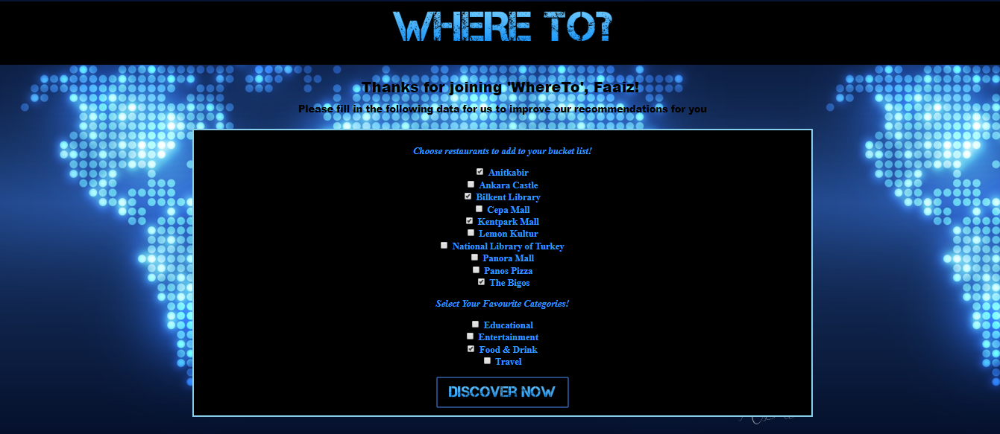 WHERE TO?
Thanks for joining 'WhereTo', Faaiz!
Please fill in the following data for us to improve our recommendations for you
Choose restaurants to add to your bucket list!
Anitkabir
Ankara Castle
Bilkent Library
Cepa Mall
Kentpark Mall
Lemon Kultur
National Library of Turkey
Panora Mall
Panos Pizza
The Bigos
Select Your Favourite Categories!
Educational
Entertainment
Food & Drink
Travel
DISCOVER NOW